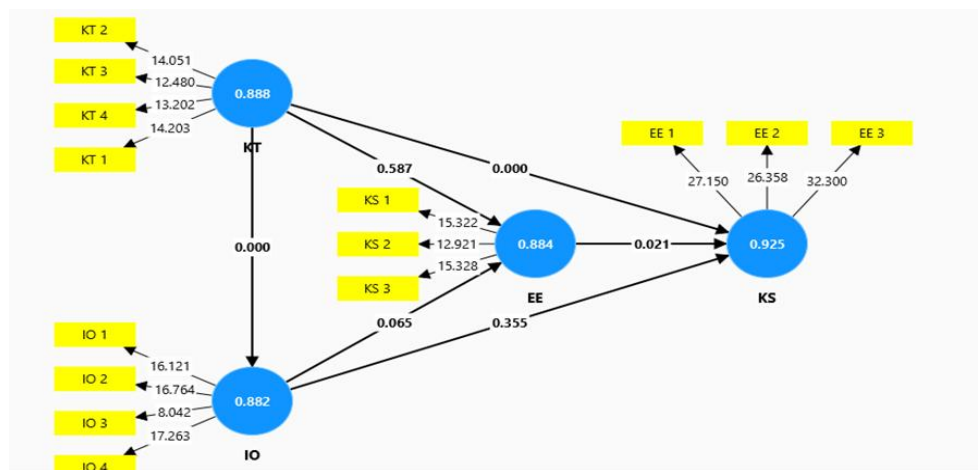 KT 2
KT 3
KT 4
KT 1
14.051
12.480
13.202
14.203
0.888
KT
0.587
0.000
0.000
EE 1
EE 2
EE 3
27.150
26.358
32.300
KS 1
KS 2
KS 3
15.322
12.921
15.328
0.884
EE
0.021
0.925
KS
0.065
0.355
IO 1
IO 2
IO 3
IO 4
16.121
16.764
8.042
17.263
0.882
IO